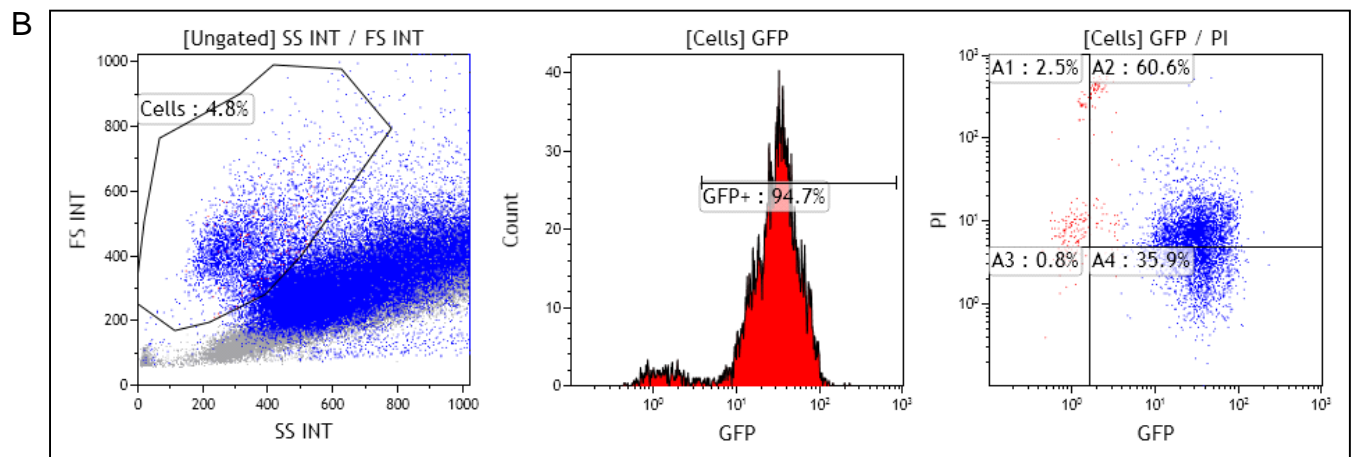 B
[Ungated] SS INT / FS INT
1000
800
600
400
200
0
FS INT
Cells : 4.8%
0 200 400 600 800 1000
SS INT
[Cells] GFP
40
30
20
10
0
Count
GFP+ : 94.7%
10⁰ 10¹ 10² 10³
GFP
[Cells] GFP / PI
10³
10²
10¹
10⁰
PI
A1 : 2.5% A2 : 60.6%
A3 : 0.8% A4 : 35.9%
10⁰ 10¹ 10² 10³
GFP